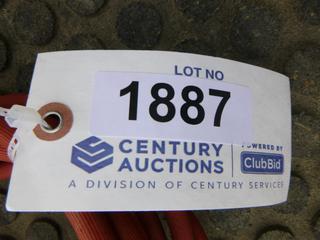 LOT NO
1887
CENTURY
AUCTIONS
POWERED BY
ClubBid
A DIVISION OF CENTURY SERVICES